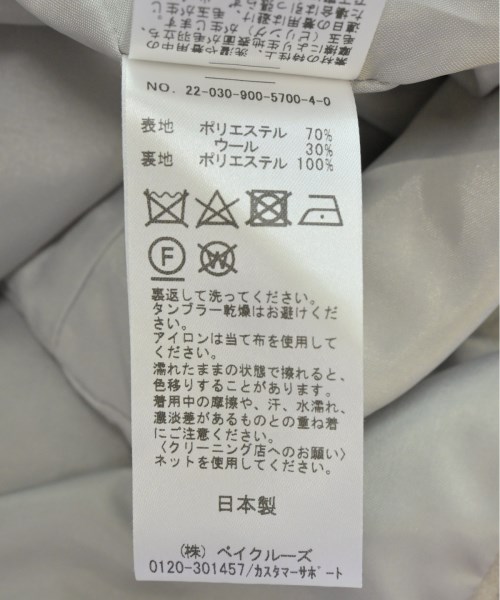 NO. 22-030-900-5700-4-0
表地 ポリエステル 70%
ウール 30%
裏地 ポリエステル 100%
F
W
裏返して洗ってください。
タンブラー乾燥はお避けくだ
さい。
アイロンは当て布を使用して
ください。
濡れたままの状態で擦れると、
色移りすることがあります。
着用中の摩擦や、汗、水濡れ、
濃淡差があるものとの重ね着
にご注意ください。
〈クリーニング店へのお願い〉
ネットを使用してください。
日本製
(株) ベイクルーズ
0120-301457/カスタマーサポート